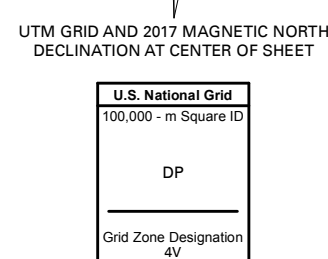 UTM GRID AND 2017 MAGNETIC NORTH
DECLINATION AT CENTER OF SHEET
U.S. National Grid
100,000 - m Square ID
DP
Grid Zone Designation
4V